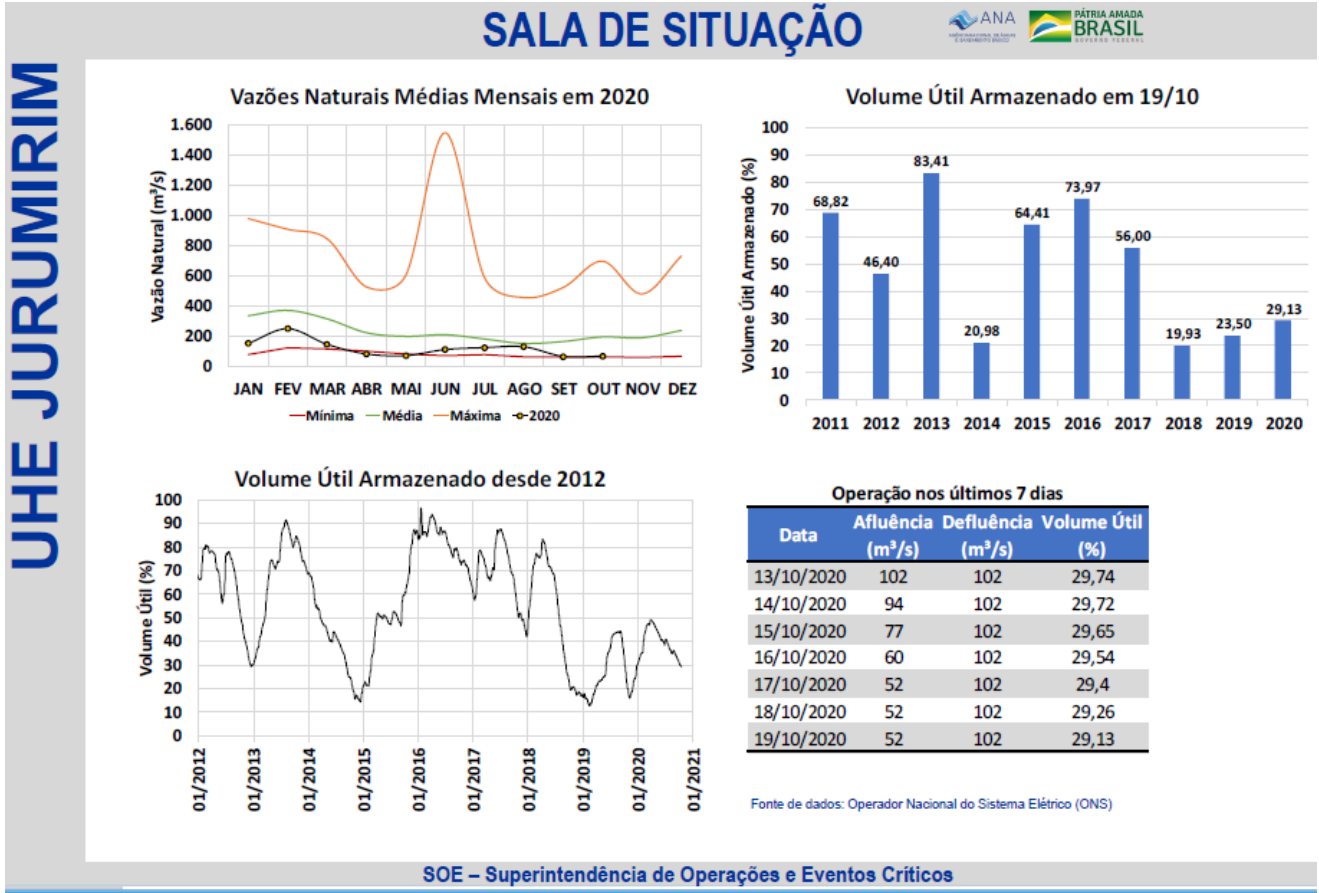 SALA DE SITUAÇÃO
ANA
PÁTRIA AMADA
BRASIL
GOVERNO FEDERAL
UHE JURUMIRIM
Vazões Naturais Médias Mensais em 2020
Vazão Natural (m³/s)
1.600
1.400
1.200
1.000
800
600
400
200
0
JAN FEV MAR ABR MAI JUN JUL AGO SET OUT NOV DEZ
Mínima Média Máxima 2020
Volume Útil Armazenado em 19/10
Volume Úitl Armazenado (%)
100
90
80
70
60
50
40
30
20
10
0
68,82
46,40
83,41
20,98
64,41
73,97
56,00
19,93
23,50
29,13
2011 2012 2013 2014 2015 2016 2017 2018 2019 2020
Volume Útil Armazenado desde 2012
Volume Útil (%)
100
90
80
70
60
50
40
30
20
10
0
01/2012
01/2013
01/2014
01/2015
01/2016
01/2017
01/2018
01/2019
01/2020
01/2021
Operação nos últimos 7 dias
Data Afluência (m³/s) Defluência (m³/s) Volume Útil (%)
13/10/2020 102 102 29,74
14/10/2020 94 102 29,72
15/10/2020 77 102 29,65
16/10/2020 60 102 29,54
17/10/2020 52 102 29,4
18/10/2020 52 102 29,26
19/10/2020 52 102 29,13
Fonte de dados: Operador Nacional do Sistema Elétrico (ONS)
SOE – Superintendência de Operações e Eventos Críticos